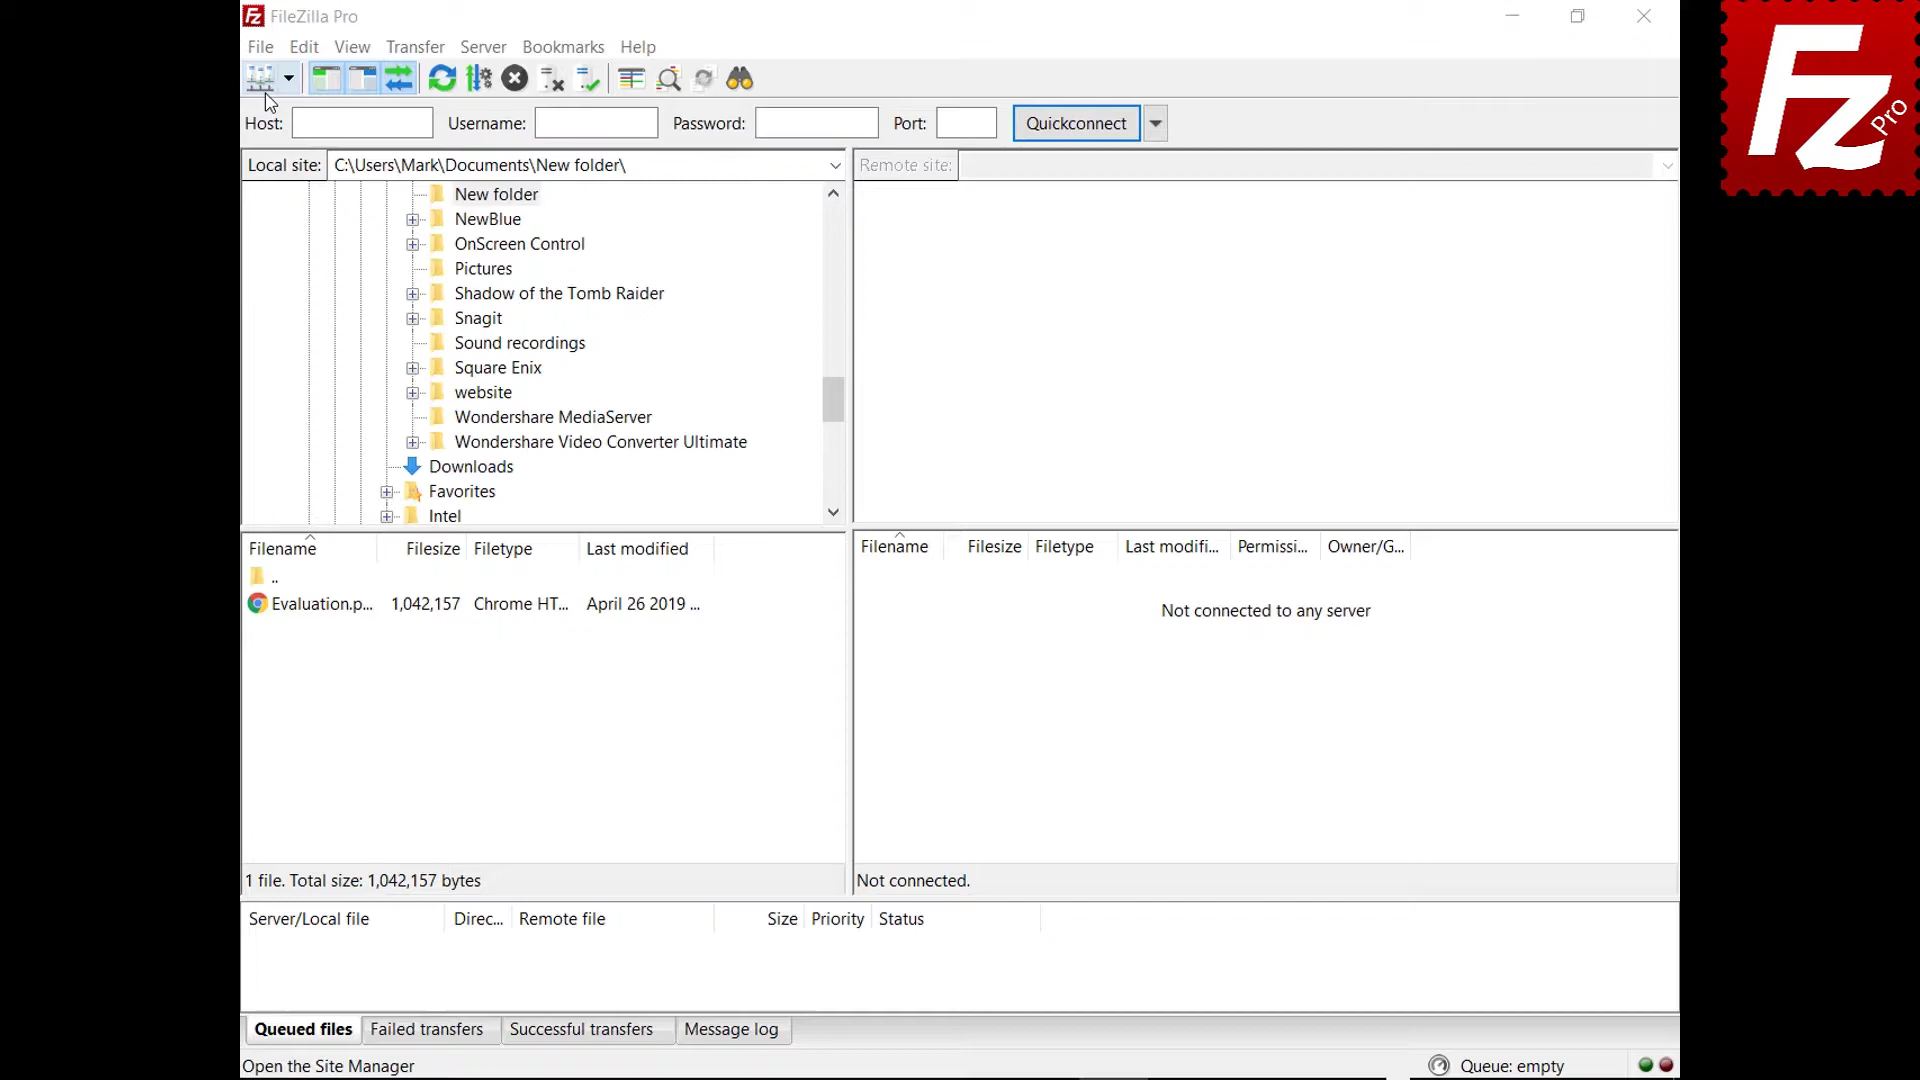 FileZilla Pro
File Edit View Transfer Server Bookmarks Help
Host: Username: Password: Port: Quickconnect
Local site: C:\Users\Mark\Documents\New folder\
Remote site:
New folder
NewBlue
OnScreen Control
Pictures
Shadow of the Tomb Raider
Snagit
Sound recordings
Square Enix
website
Wondershare MediaServer
Wondershare Video Converter Ultimate
Downloads
Favorites
Intel
Filename Filesize Filetype Last modified
..
Evaluation.p... 1,042,157 Chrome HT... April 26 2019 ...
1 file. Total size: 1,042,157 bytes
Filename Filesize Filetype Last modifi... Permissi... Owner/G...
Not connected to any server
Not connected.
Server/Local file Direc... Remote file Size Priority Status
Queued files Failed transfers Successful transfers Message log
Open the Site Manager
Queue: empty
FZ Pro